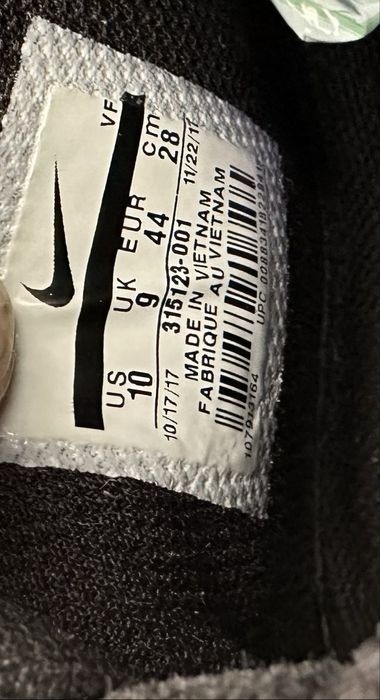 VF
US UK EUR cm
10 9 44 28
10/17/17 315123-001 11/22/17
MADE IN VIETNAM
FABRIQUE AU VIETNAM
UPC